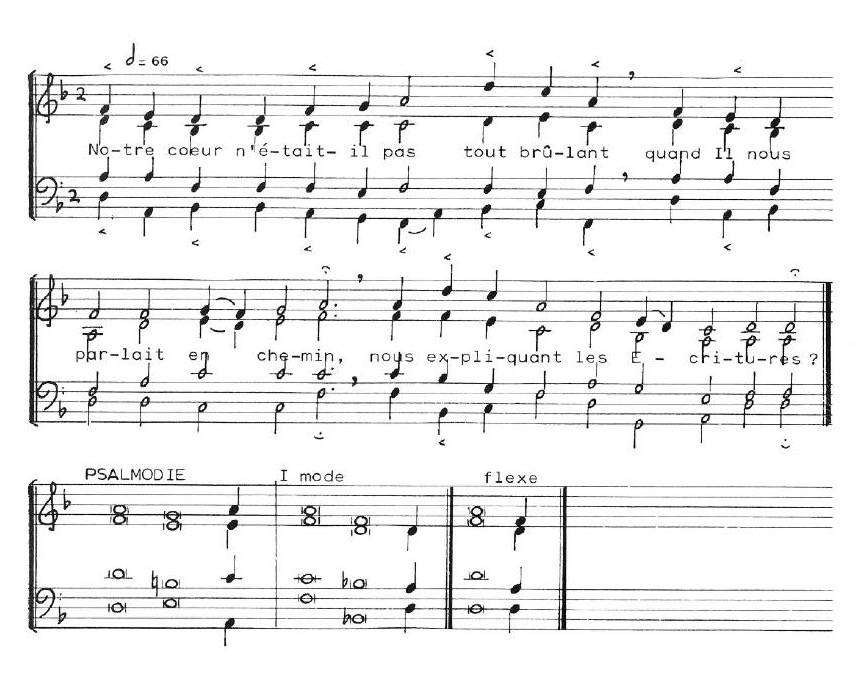 𝅗𝅥 = 66
No-tre coeur n'é-tait- il pas tout brû-lant quand Il nous
par-lait en che-min, nous ex-pli-quant les E - cri-tu-res ?
PSALMODIE I mode flexe